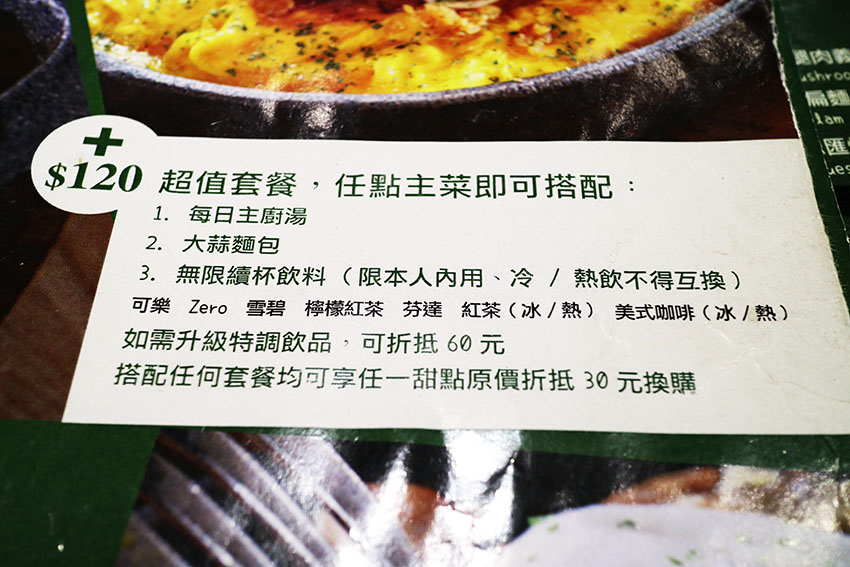 +
$120 超值套餐，任點主菜即可搭配：
1. 每日主廚湯
2. 大蒜麵包
3. 無限續杯飲料（限本人內用、冷 / 熱飲不得互換）
可樂 Zero 雪碧 檸檬紅茶 芬達 紅茶（冰/熱） 美式咖啡（冰/熱）
如需升級特調飲品，可折抵 60 元
搭配任何套餐均可享任一甜點原價折抵 30 元換購